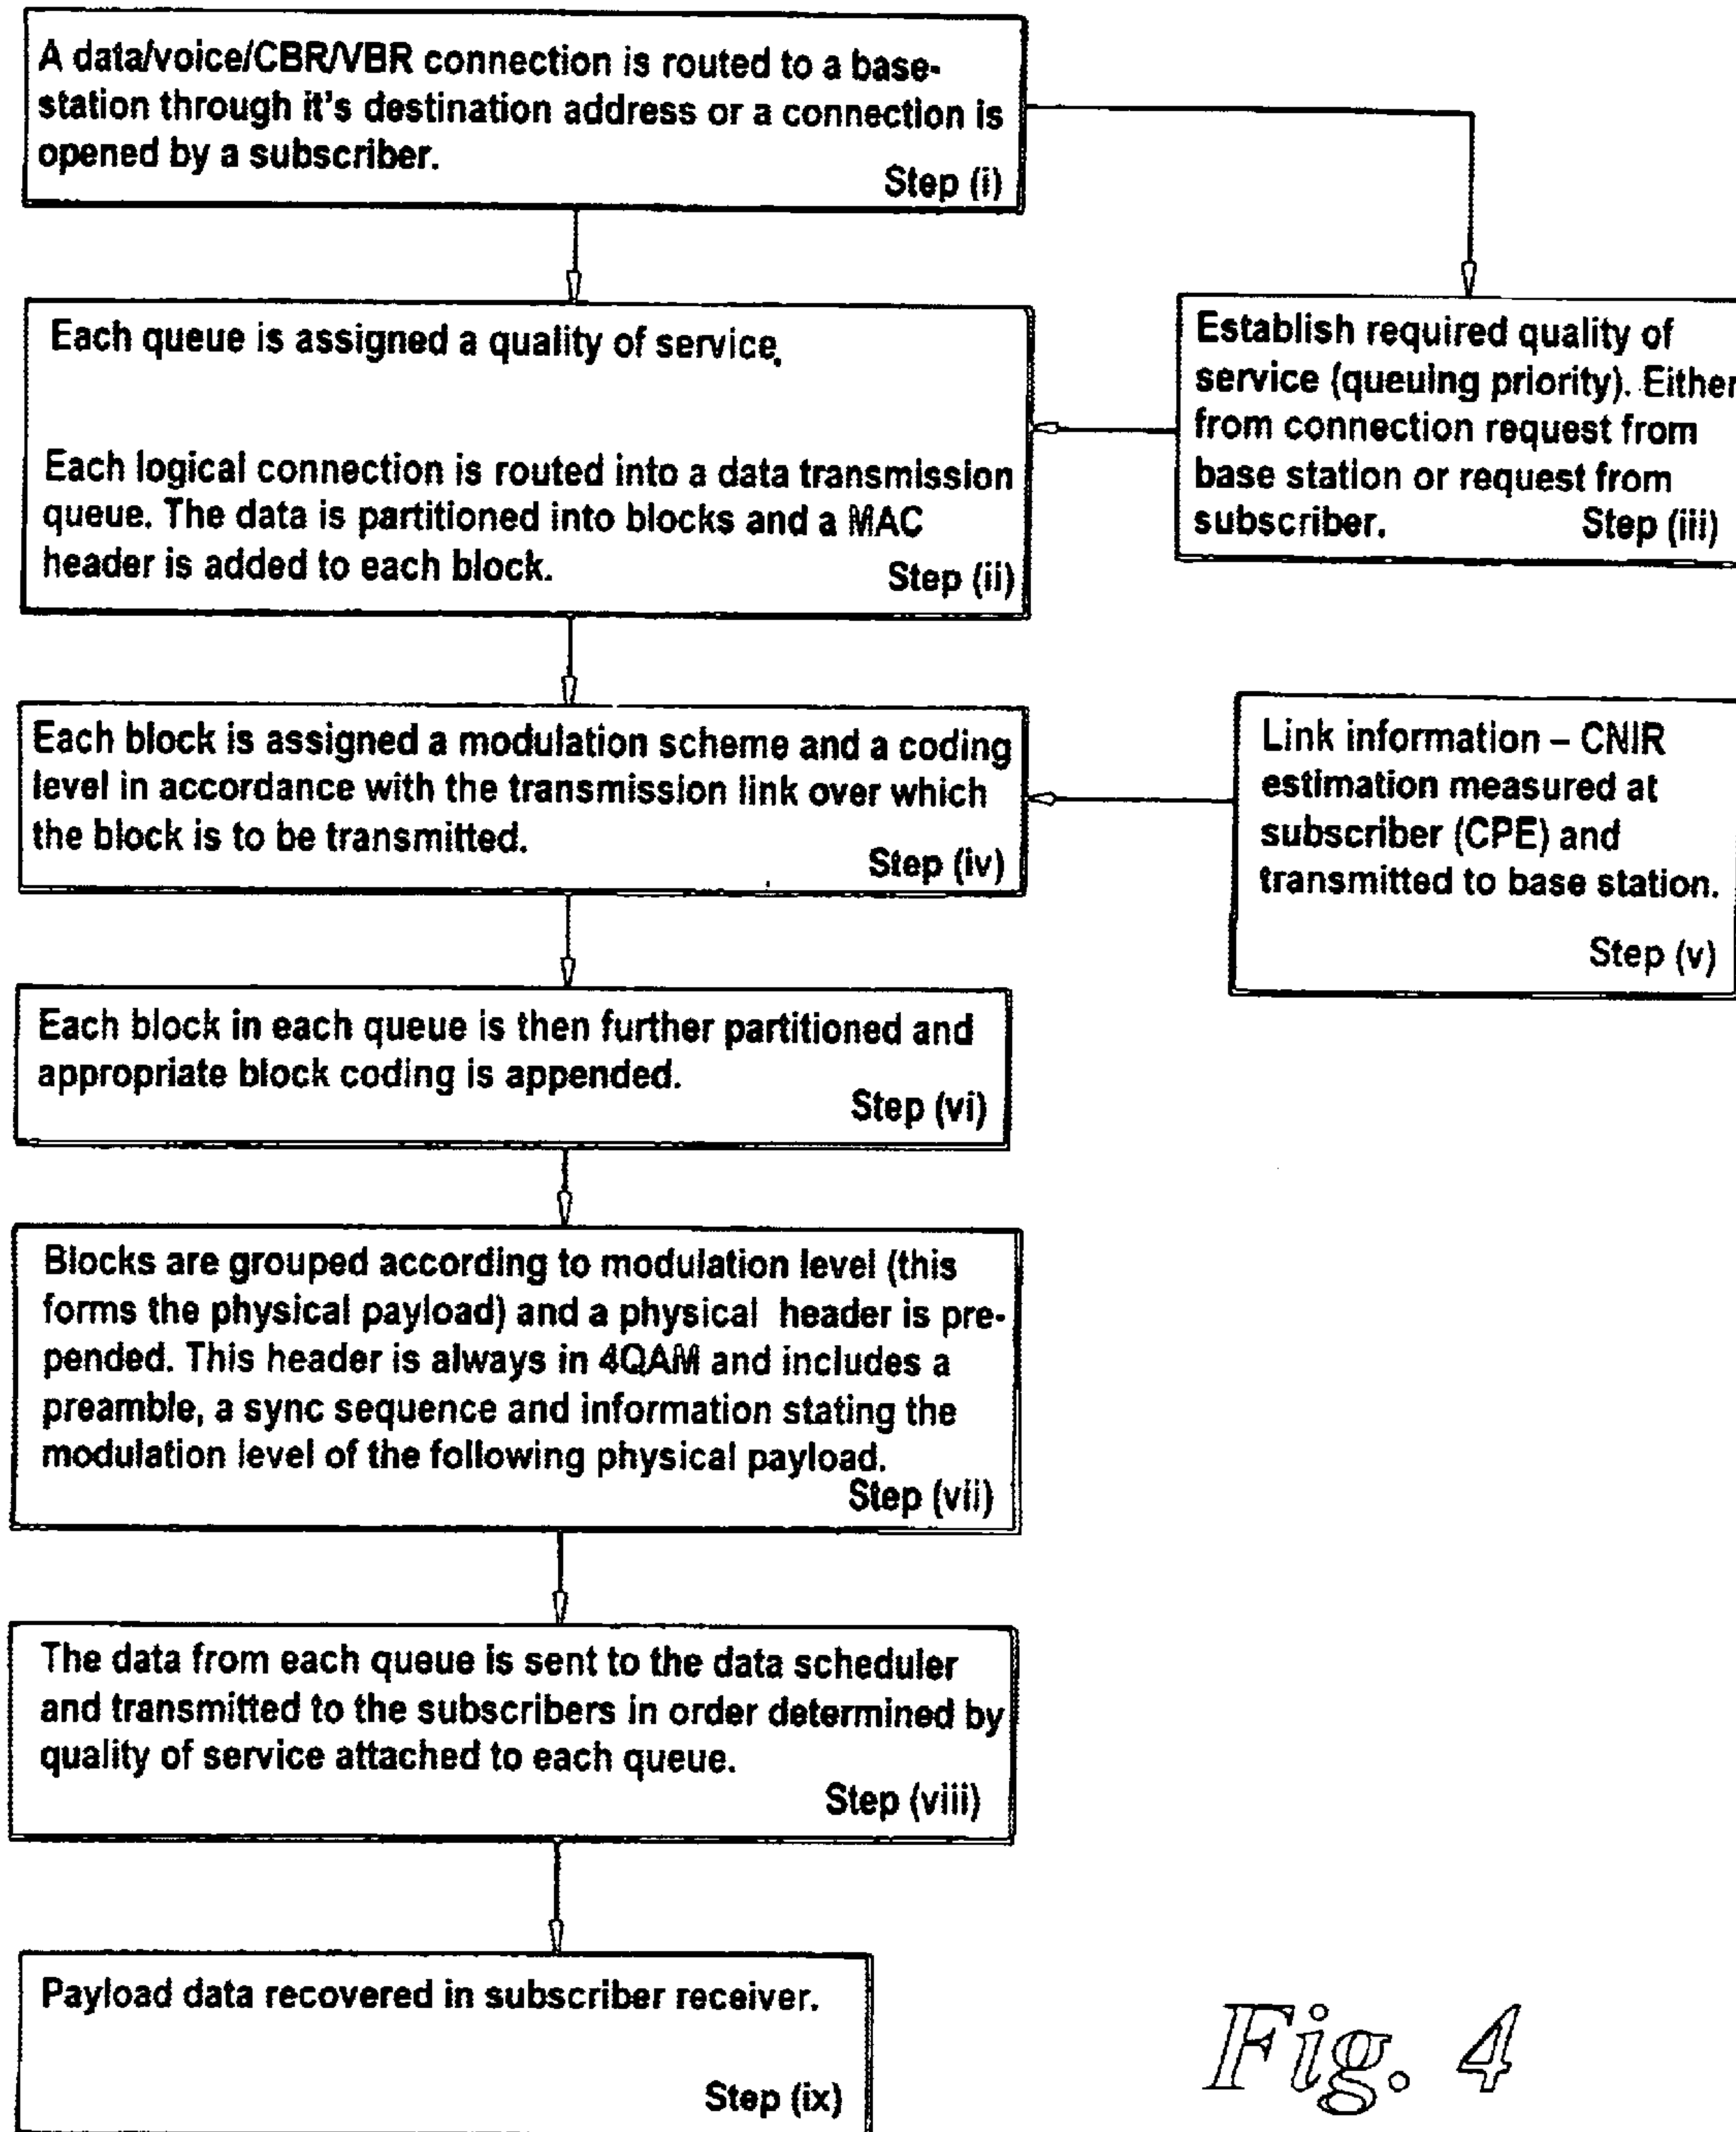 A data/voice/CBR/VBR connection is routed to a base-
station through it's destination address or a connection is
opened by a subscriber.
Step (i)
Each queue is assigned a quality of service.
Each logical connection is routed into a data transmission
queue. The data is partitioned into blocks and a MAC
header is added to each block.
Step (ii)
Establish required quality of
service (queuing priority). Either
from connection request from
base station or request from
subscriber.
Step (iii)
Each block is assigned a modulation scheme and a coding
level in accordance with the transmission link over which
the block is to be transmitted.
Step (iv)
Link information – CNIR
estimation measured at
subscriber (CPE) and
transmitted to base station.
Step (v)
Each block in each queue is then further partitioned and
appropriate block coding is appended.
Step (vi)
Blocks are grouped according to modulation level (this
forms the physical payload) and a physical header is pre-
pended. This header is always in 4QAM and includes a
preamble, a sync sequence and information stating the
modulation level of the following physical payload.
Step (vii)
The data from each queue is sent to the data scheduler
and transmitted to the subscribers in order determined by
quality of service attached to each queue.
Step (viii)
Payload data recovered in subscriber receiver.
Step (ix)
Fig. 4